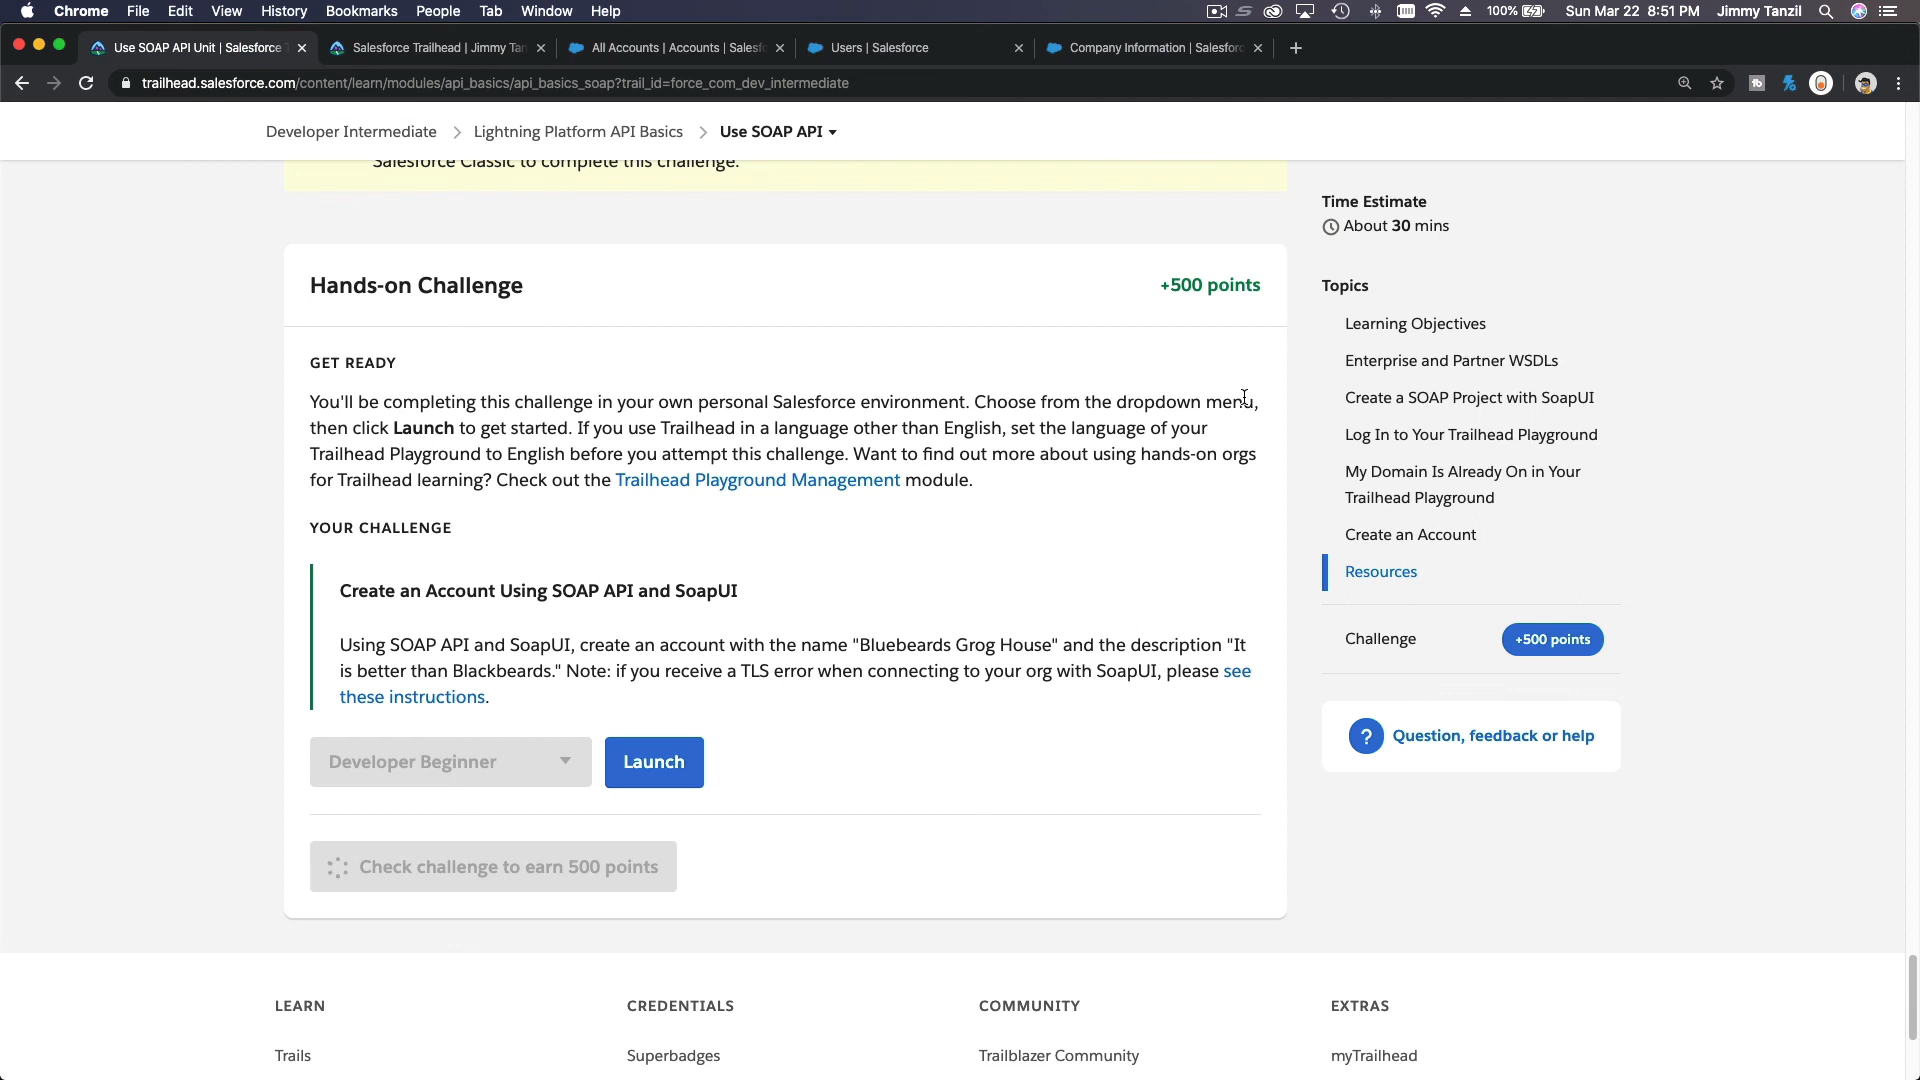 Chrome File Edit View History Bookmarks People Tab Window Help 100% Sun Mar 22 8:51 PM Jimmy Tanzil
Use SOAP API Unit | Salesforce Salesforce Trailhead | Jimmy Tan All Accounts | Accounts | Salesfo Users | Salesforce Company Information | Salesforc
trailhead.salesforce.com/content/learn/modules/api_basics/api_basics_soap?trail_id=force_com_dev_intermediate
Developer Intermediate > Lightning Platform API Basics > Use SOAP API
Salesforce Classic to complete this challenge.
Hands-on Challenge +500 points
GET READY
You'll be completing this challenge in your own personal Salesforce environment. Choose from the dropdown menu,
then click Launch to get started. If you use Trailhead in a language other than English, set the language of your
Trailhead Playground to English before you attempt this challenge. Want to find out more about using hands-on orgs
for Trailhead learning? Check out the Trailhead Playground Management module.
YOUR CHALLENGE
Create an Account Using SOAP API and SoapUI
Using SOAP API and SoapUI, create an account with the name "Bluebeards Grog House" and the description "It
is better than Blackbeards." Note: if you receive a TLS error when connecting to your org with SoapUI, please see
these instructions.
Developer Beginner Launch
Check challenge to earn 500 points
Time Estimate
About 30 mins
Topics
Learning Objectives
Enterprise and Partner WSDLs
Create a SOAP Project with SoapUI
Log In to Your Trailhead Playground
My Domain Is Already On in Your
Trailhead Playground
Create an Account
Resources
Challenge +500 points
? Question, feedback or help
LEARN CREDENTIALS COMMUNITY EXTRAS
Trails Superbadges Trailblazer Community myTrailhead